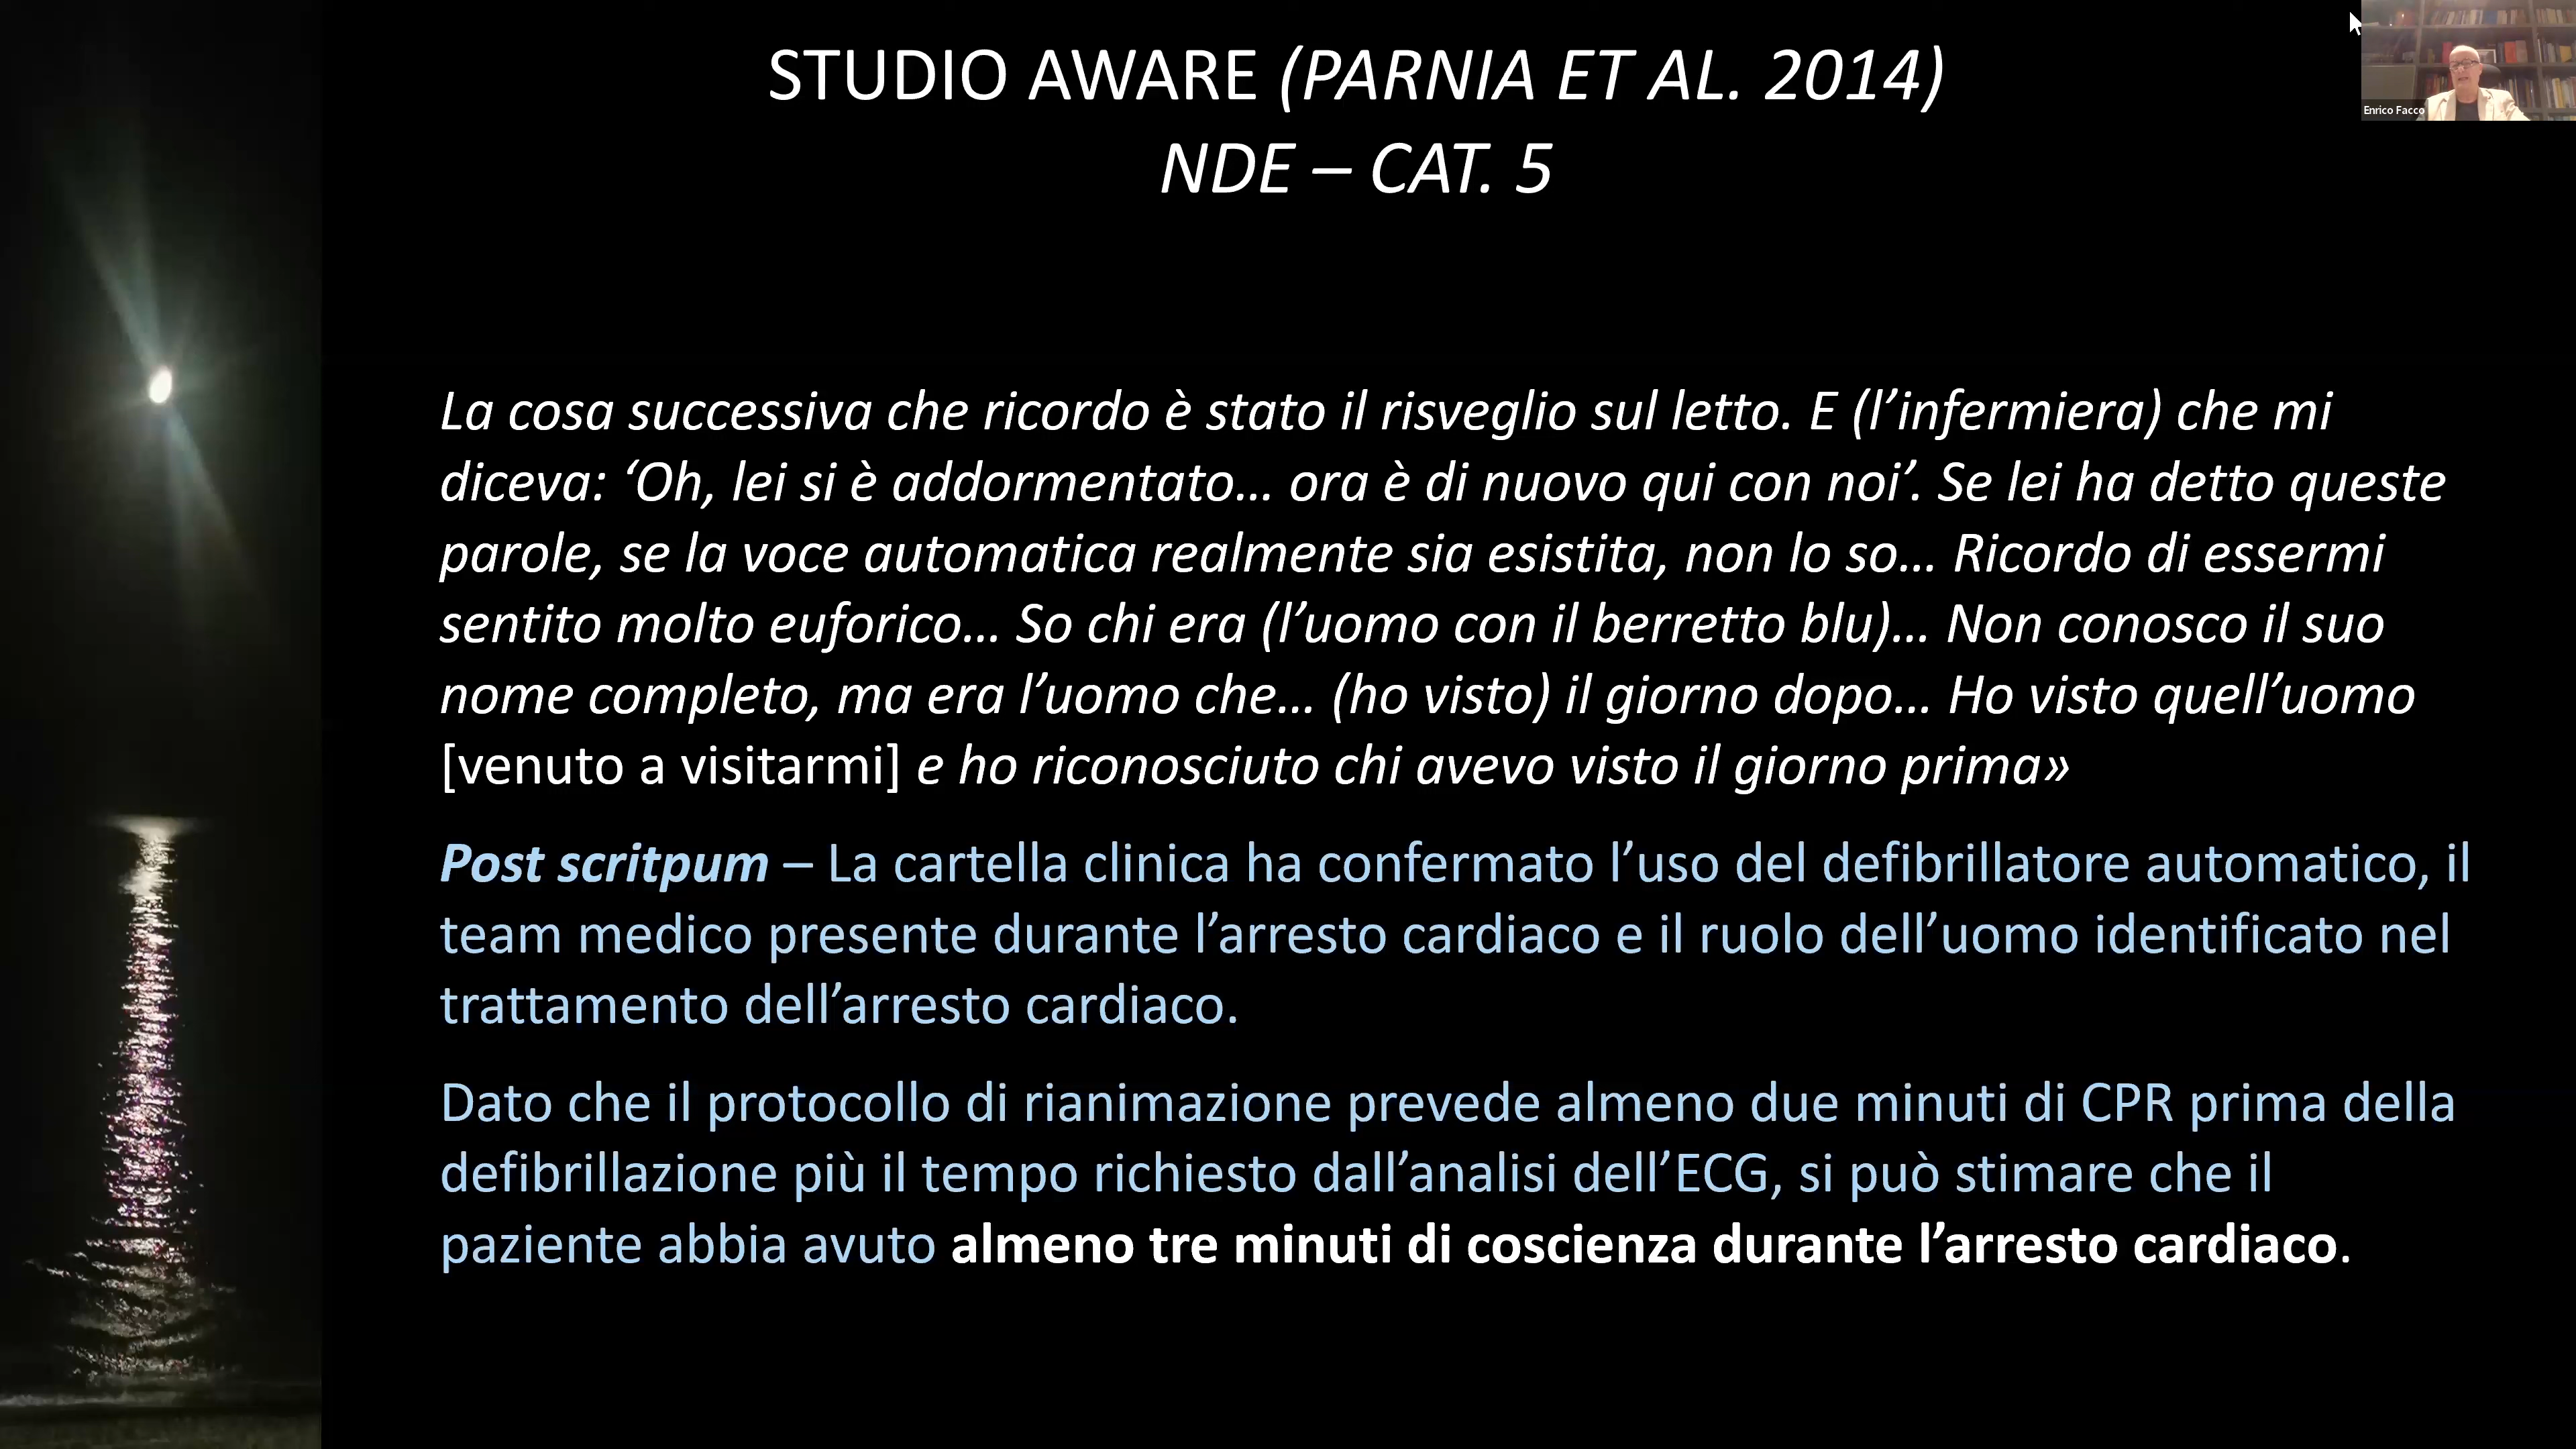 STUDIO AWARE (PARNIA ET AL. 2014)
NDE – CAT. 5
Enrico Facco
La cosa successiva che ricordo è stato il risveglio sul letto. E (l’infermiera) che mi
diceva: ‘Oh, lei si è addormentato… ora è di nuovo qui con noi’. Se lei ha detto queste
parole, se la voce automatica realmente sia esistita, non lo so… Ricordo di essermi
sentito molto euforico… So chi era (l’uomo con il berretto blu)… Non conosco il suo
nome completo, ma era l’uomo che… (ho visto) il giorno dopo… Ho visto quell’uomo
[venuto a visitarmi] e ho riconosciuto chi avevo visto il giorno prima»
Post scritpum – La cartella clinica ha confermato l’uso del defibrillatore automatico, il
team medico presente durante l’arresto cardiaco e il ruolo dell’uomo identificato nel
trattamento dell’arresto cardiaco.
Dato che il protocollo di rianimazione prevede almeno due minuti di CPR prima della
defibrillazione più il tempo richiesto dall’analisi dell’ECG, si può stimare che il
paziente abbia avuto almeno tre minuti di coscienza durante l’arresto cardiaco.